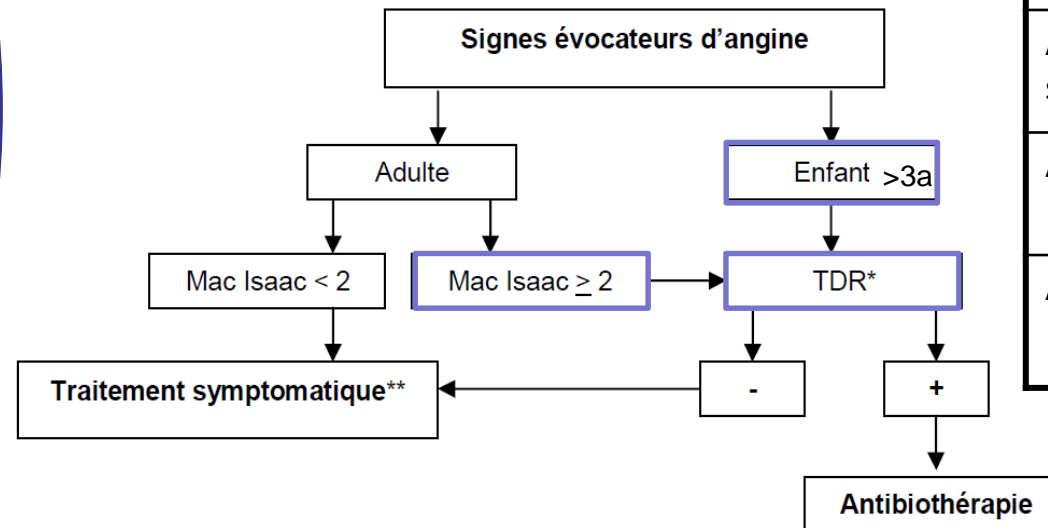 Signes évocateurs d'angine
Adulte
Enfant >3a
Mac Isaac < 2
Mac Isaac ≥ 2
TDR*
Traitement symptomatique**
-
+
Antibiothérapie